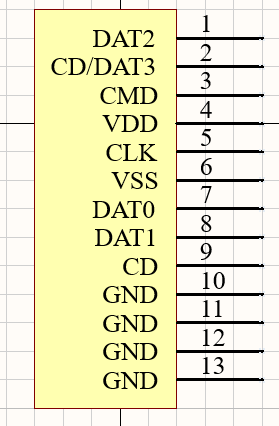 DAT2 1
CD/DAT3 2
CMD 3
VDD 4
CLK 5
VSS 6
DAT0 7
DAT1 8
CD 9
GND 10
GND 11
GND 12
GND 13